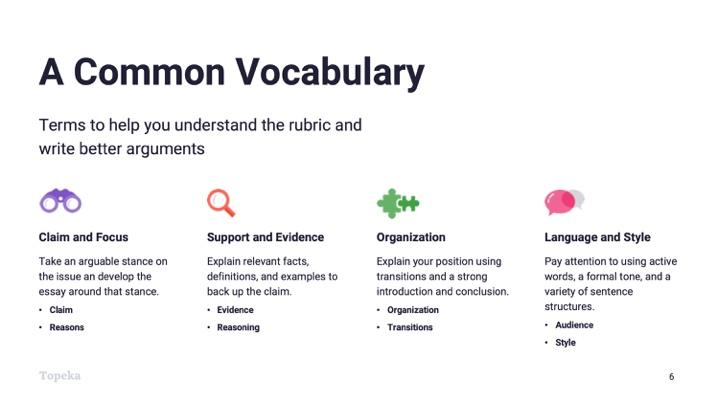 A Common Vocabulary
Terms to help you understand the rubric and
write better arguments
Claim and Focus
Take an arguable stance on
the issue an develop the
essay around that stance.
• Claim
• Reasons
Support and Evidence
Explain relevant facts,
definitions, and examples to
back up the claim.
• Evidence
• Reasoning
Organization
Explain your position using
transitions and a strong
introduction and conclusion.
• Organization
• Transitions
Language and Style
Pay attention to using active
words, a formal tone, and a
variety of sentence
structures.
• Audience
• Style
Topeka
6